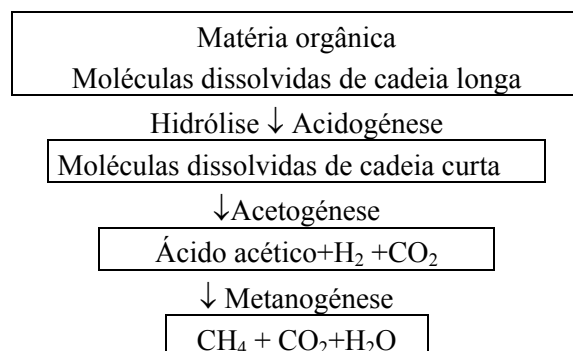 Matéria orgânica
Moléculas dissolvidas de cadeia longa
Hidrólise ↓ Acidogénese
Moléculas dissolvidas de cadeia curta
↓Acetogénese
Ácido acético+H₂ +CO₂
↓ Metanogénese
CH₄ + CO₂+H₂O